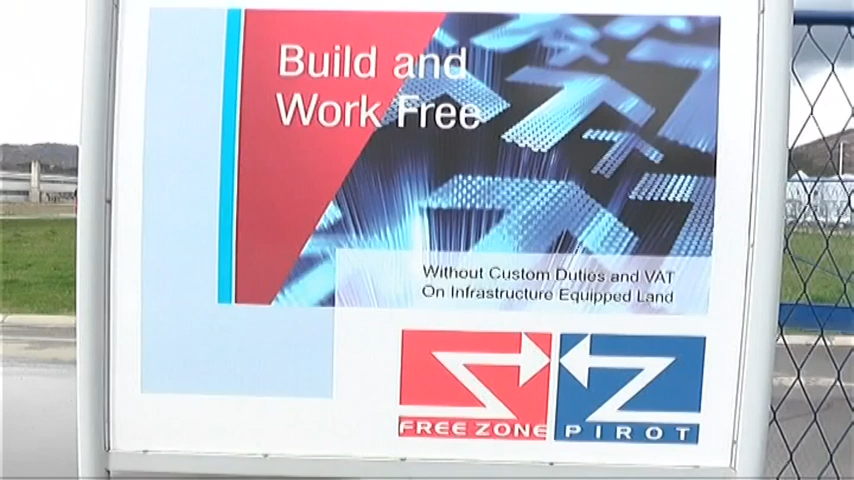 Build and
Work Free
Without Custom Duties and VAT
On Infrastructure Equipped Land
FREE ZONE
PIROT